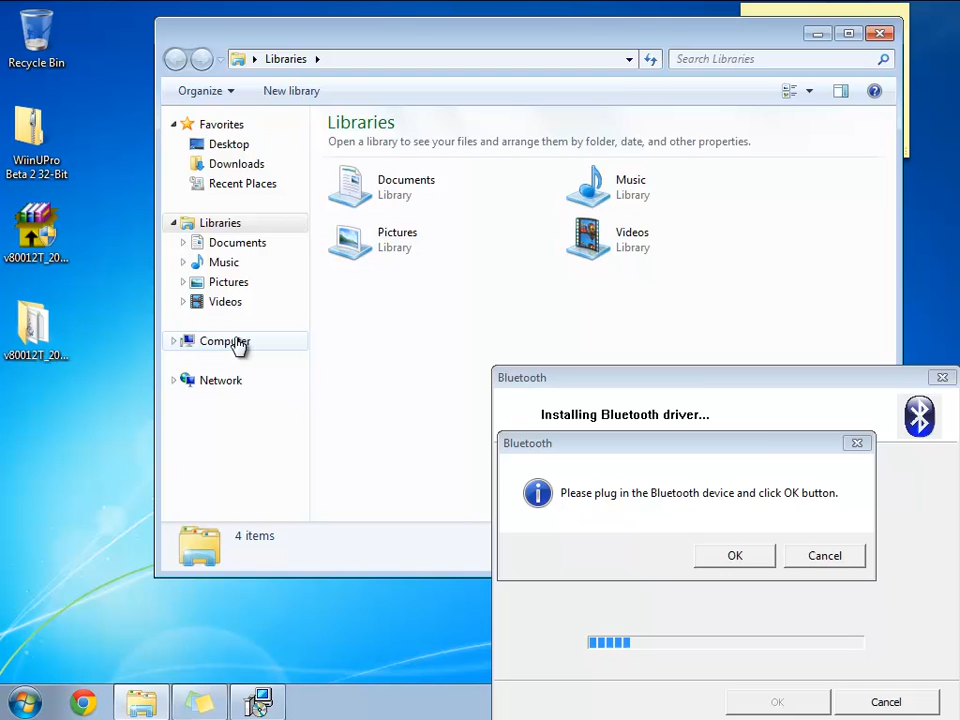 Recycle Bin
WiinUPro
Beta 2 32-Bit
v80012T_20...
v80012T_20...
Libraries
Search Libraries
Organize
New library
Favorites
Desktop
Downloads
Recent Places
Libraries
Documents
Music
Pictures
Videos
Computer
Network
Libraries
Open a library to see your files and arrange them by folder, date, and other properties.
Documents
Library
Music
Library
Pictures
Library
Videos
Library
4 items
Bluetooth
Installing Bluetooth driver...
Bluetooth
Please plug in the Bluetooth device and click OK button.
OK
Cancel
OK
Cancel